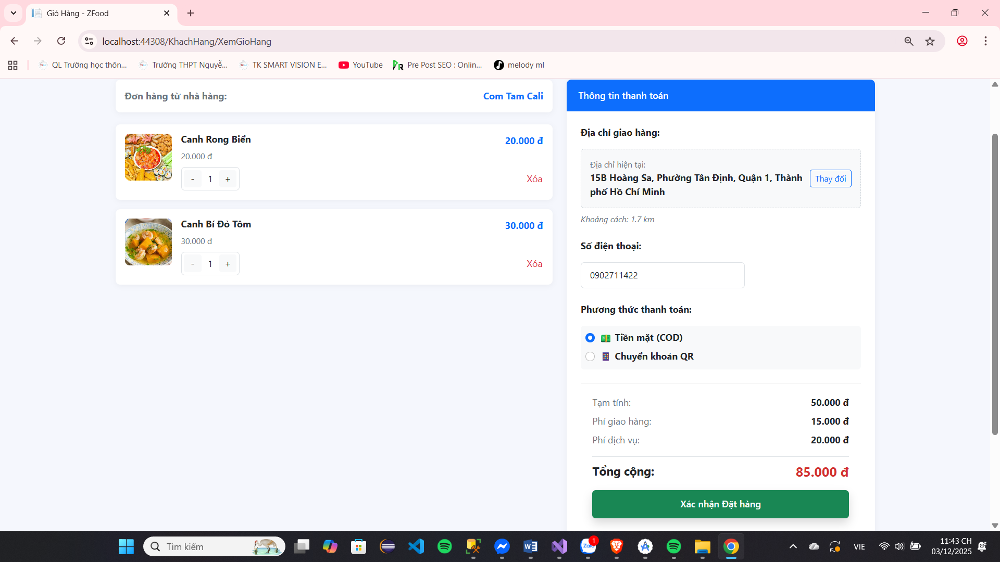 Giỏ Hàng - ZFood
localhost:44308/KhachHang/XemGioHang
QL Trường học thôn...
Trường THPT Nguyễ...
TK SMART VISION E...
YouTube
Pre Post SEO : Onlin...
melody ml
Đơn hàng từ nhà hàng:
Com Tam Cali
Canh Rong Biển
20.000 đ
20.000 đ
- 1 +
Xóa
Canh Bí Đỏ Tôm
30.000 đ
30.000 đ
- 1 +
Xóa
Thông tin thanh toán
Địa chỉ giao hàng:
Địa chỉ hiện tại:
15B Hoàng Sa, Phường Tân Định, Quận 1, Thành
phố Hồ Chí Minh
Thay đổi
Khoảng cách: 1.7 km
Số điện thoại:
0902711422
Phương thức thanh toán:
Tiền mặt (COD)
Chuyển khoản QR
Tạm tính:
50.000 đ
Phí giao hàng:
15.000 đ
Phí dịch vụ:
20.000 đ
Tổng cộng:
85.000 đ
Xác nhận Đặt hàng
Tìm kiếm
Zalo
1
VIE
11:43 CH
03/12/2025